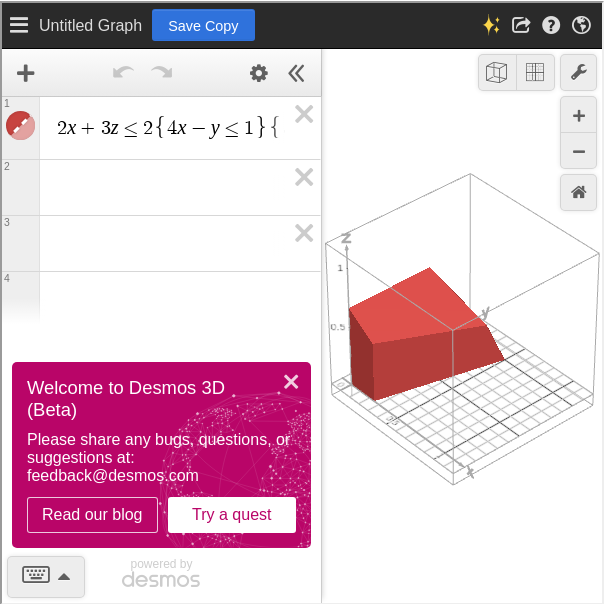 Untitled Graph
Save Copy
1
2x + 3z ≤ 2{4x − y ≤ 1}{
2
3
4
Welcome to Desmos 3D
(Beta)
Please share any bugs, questions, or
suggestions at:
feedback@desmos.com
Read our blog
Try a quest
powered by
desmos
z
1
0.5
0
y
x